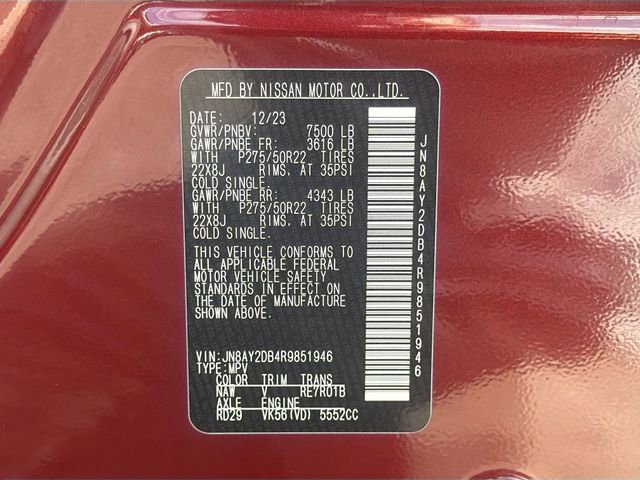 MFD BY NISSAN MOTOR CO.,LTD.
DATE: 12/23
GVWR/PNBV: 7500 LB
GAWR/PNBE FR: 3616 LB
WITH P275/50R22 TIRES
22X8J RIMS, AT 35PSI
COLD SINGLE.
GAWR/PNBE RR: 4343 LB
WITH P275/50R22 TIRES
22X8J RIMS, AT 35PSI
COLD SINGLE.
THIS VEHICLE CONFORMS TO
ALL APPLICABLE FEDERAL
MOTOR VEHICLE SAFETY
STANDARDS IN EFFECT ON
THE DATE OF MANUFACTURE
SHOWN ABOVE.
VIN:JN8AY2DB4R9851946
TYPE:MPV
COLOR TRIM TRANS
NAW V RE7R01B
AXLE ENGINE
RD29 VK56(VD) 5552CC
JN8AY2DB4R9851946